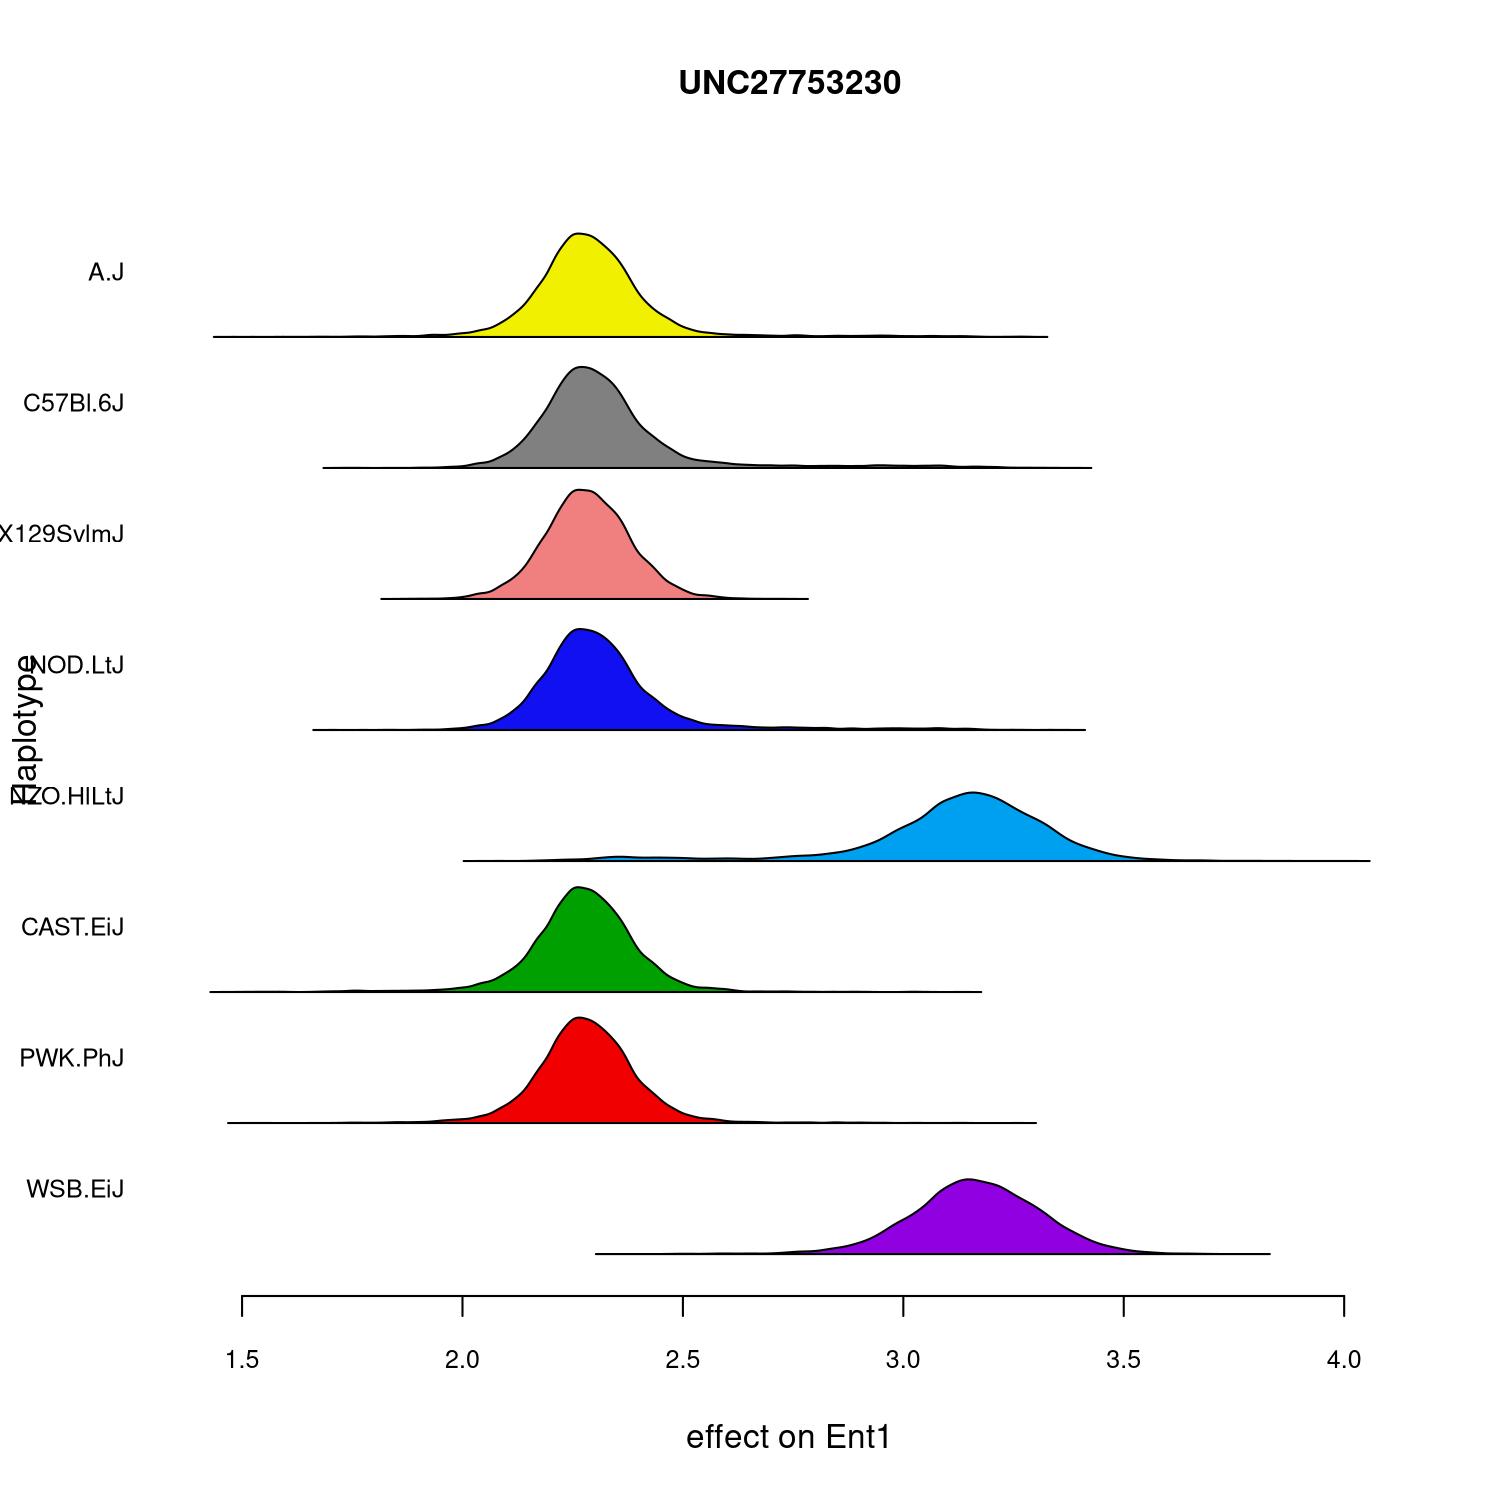 UNC27753230
A.J
C57Bl.6J
X129SvImJ
NOD.LtJ
Haplotype
NZO.HlLtJ
CAST.EiJ
PWK.PhJ
WSB.EiJ
1.5 2.0 2.5 3.0 3.5 4.0
effect on Ent1